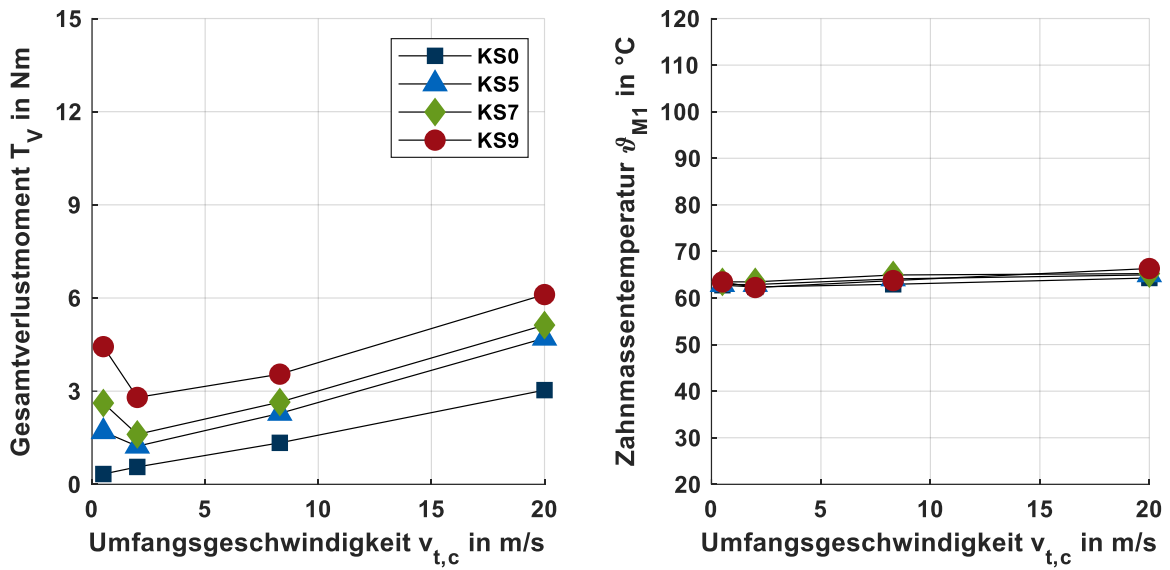 Gesamtverlustmoment T_V in Nm
15
12
9
6
3
0
KS0
KS5
KS7
KS9
0 5 10 15 20
Umfangsgeschwindigkeit v_t,c in m/s
Zahnmassentemperatur ϑ_M1 in °C
120
110
100
90
80
70
60
50
40
30
20
0 5 10 15 20
Umfangsgeschwindigkeit v_t,c in m/s